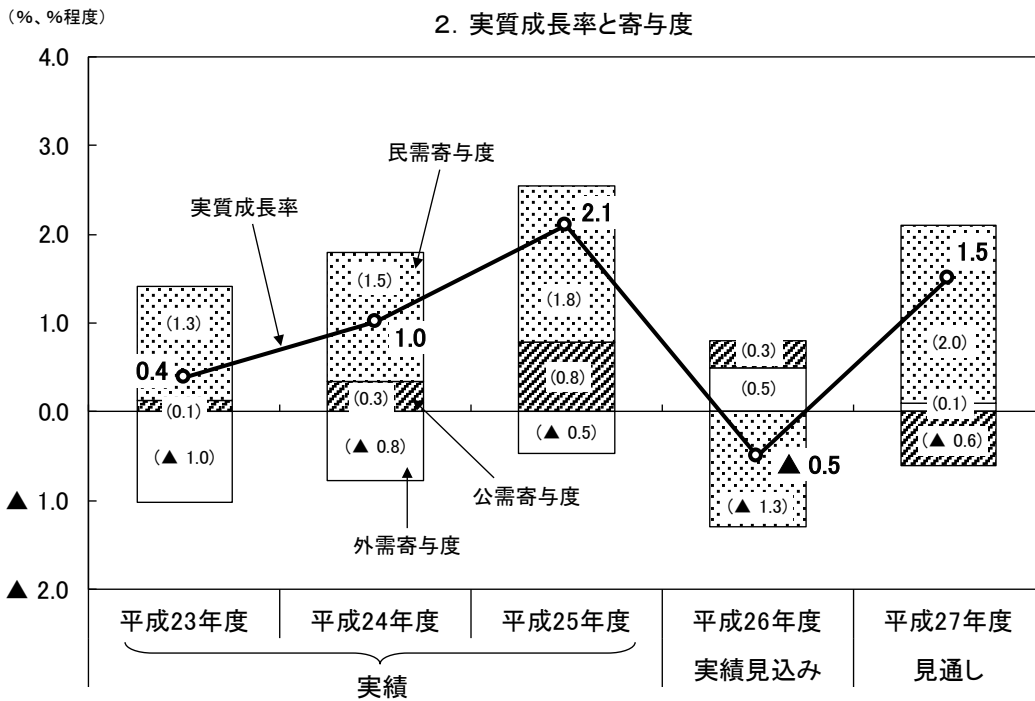 （%、%程度）
２．実質成長率と寄与度
4.0
3.0
2.0
1.0
0.0
▲ 1.0
▲ 2.0
民需寄与度
実質成長率
公需寄与度
外需寄与度
(1.3)
0.4
(0.1)
(▲ 1.0)
(1.5)
1.0
(0.3)
(▲ 0.8)
2.1
(1.8)
(0.8)
(▲ 0.5)
(0.3)
(0.5)
▲ 0.5
(▲ 1.3)
1.5
(2.0)
(0.1)
(▲ 0.6)
平成23年度
平成24年度
平成25年度
平成26年度
平成27年度
実績
実績見込み
見通し